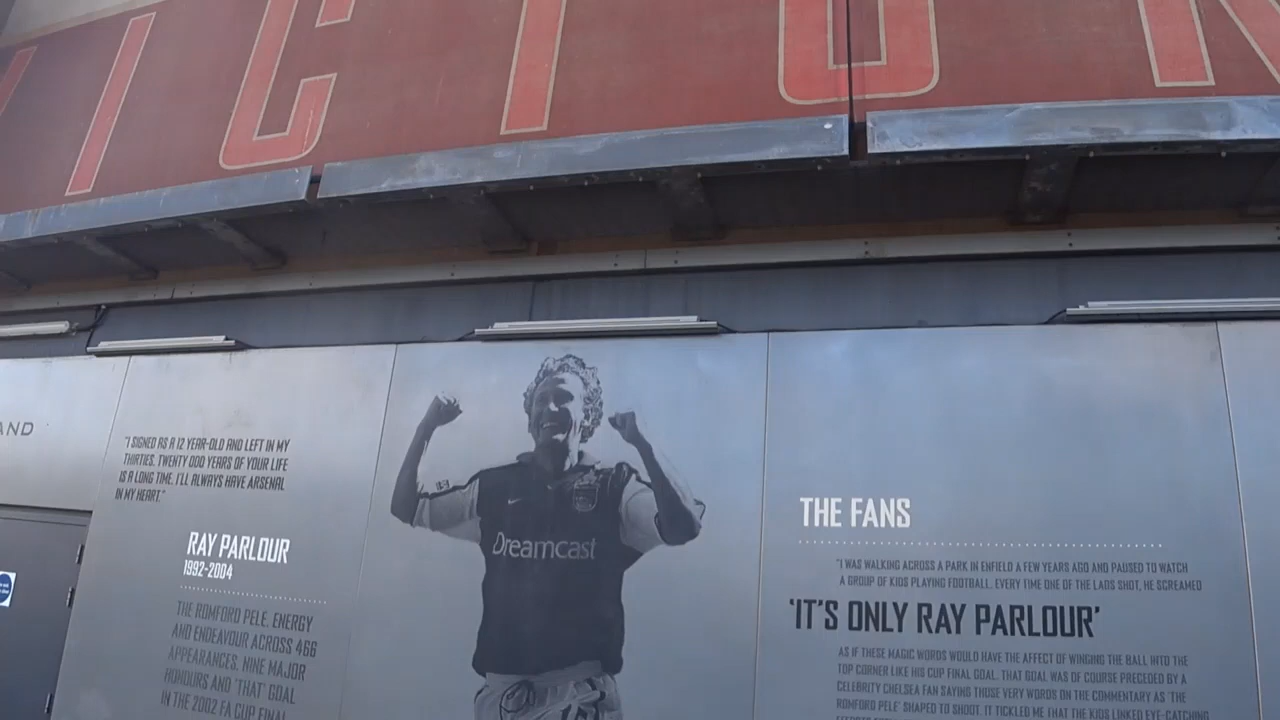 VICTOR
AND
"I SIGNED AS A 12 YEAR-OLD AND LEFT IN MY
THIRTIES. TWENTY ODD YEARS OF YOUR LIFE
IS A LONG TIME. I'LL ALWAYS HAVE ARSENAL
IN MY HEART."
RAY PARLOUR
1992-2004
THE ROMFORD PELE. ENERGY
AND ENDEAVOUR ACROSS 466
APPEARANCES. NINE MAJOR
HONOURS AND 'THAT' GOAL
IN THE 2002 FA CUP FINAL
Dreamcast
THE FANS
"I WAS WALKING ACROSS A PARK IN ENFIELD A FEW YEARS AGO AND PAUSED TO WATCH
A GROUP OF KIDS PLAYING FOOTBALL. EVERY TIME ONE OF THE LADS SHOT, HE SCREAMED
'IT'S ONLY RAY PARLOUR'
AS IF THESE MAGIC WORDS WOULD HAVE THE AFFECT OF WINGING THE BALL INTO THE
TOP CORNER LIKE HIS CUP FINAL GOAL. THAT GOAL WAS OF COURSE PRECEDED BY A
CELEBRITY CHELSEA FAN SAYING THOSE VERY WORDS ON THE COMMENTARY AS 'THE
ROMFORD PELE' SHAPED TO SHOOT. IT TICKLED ME THAT THE KIDS LINKED EYE-CATCHING